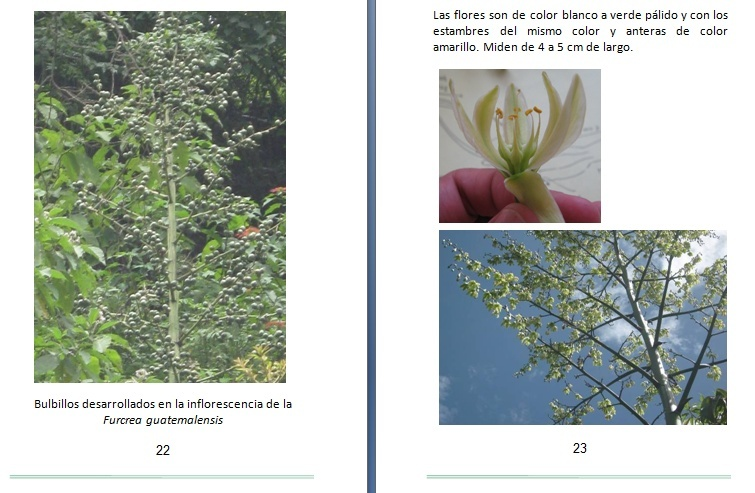 Bulbillos desarrollados en la inflorescencia de la
Furcrea guatemalensis
22
Las flores son de color blanco a verde pálido y con los
estambres del mismo color y anteras de color
amarillo. Miden de 4 a 5 cm de largo.
23